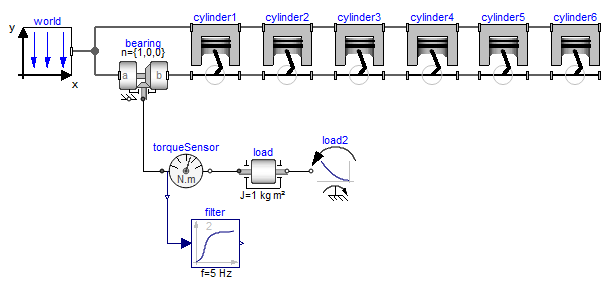 cylinder1 cylinder2 cylinder3 cylinder4 cylinder5 cylinder6
y world
bearing
n={1,0,0}
a b
x
torqueSensor load load2
N.m
J=1 kg m²
filter
2
f=5 Hz